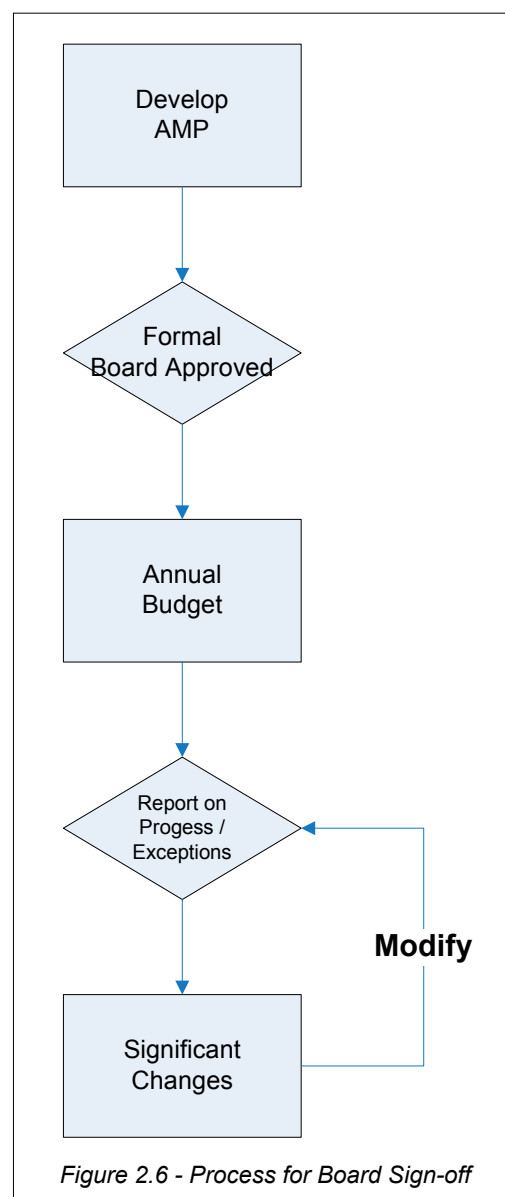 Develop
AMP
Formal
Board Approved
Annual
Budget
Report on
Progess /
Exceptions
Modify
Significant
Changes
Figure 2.6 - Process for Board Sign-off